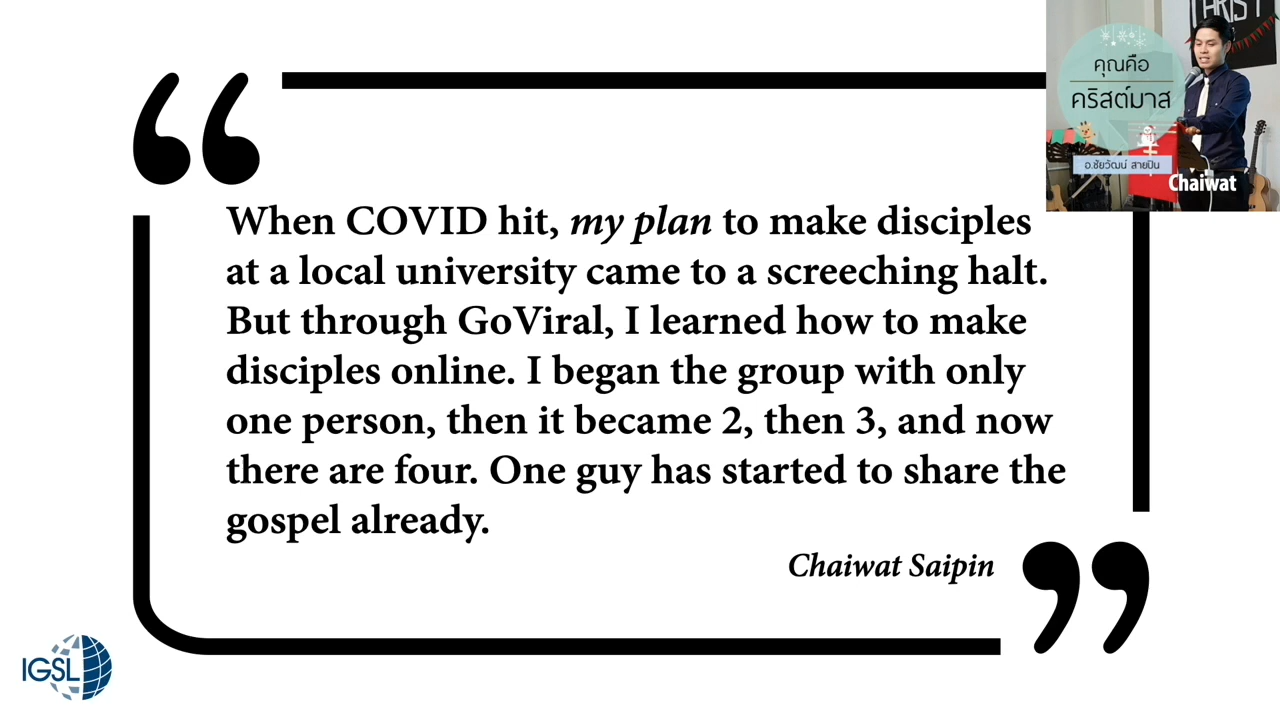 CHRIST
คุณคือ
คริสต์มาส
อ.ชัยวัฒน์ สายปิน
Chaiwat
“
When COVID hit, my plan to make disciples
at a local university came to a screeching halt.
But through GoViral, I learned how to make
disciples online. I began the group with only
one person, then it became 2, then 3, and now
there are four. One guy has started to share the
gospel already.
Chaiwat Saipin
”
IGSL